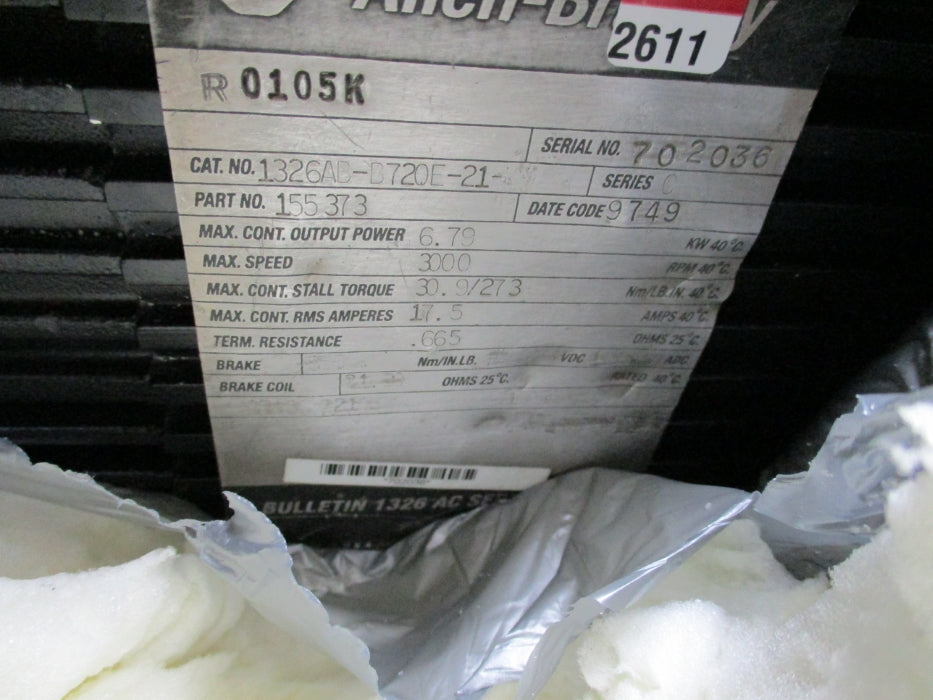 Allen-Bradley
2611
R 0105K
SERIAL NO. 702036
CAT. NO. 1326AB-B720E-21-
SERIES C
PART NO. 155373
DATE CODE 9749
MAX. CONT. OUTPUT POWER 6.79 KW 40°C.
MAX. SPEED 3000 RPM 40°C.
MAX. CONT. STALL TORQUE 30.9/273 Nm/LB.IN. 40°C.
MAX. CONT. RMS AMPERES 17.5 AMPS 40°C.
TERM. RESISTANCE .665 OHMS 25°C.
BRAKE Nm/IN.LB. VDC ADC
BRAKE COIL OHMS 25°C. RATED 40°C.
BULLETIN 1326 AC